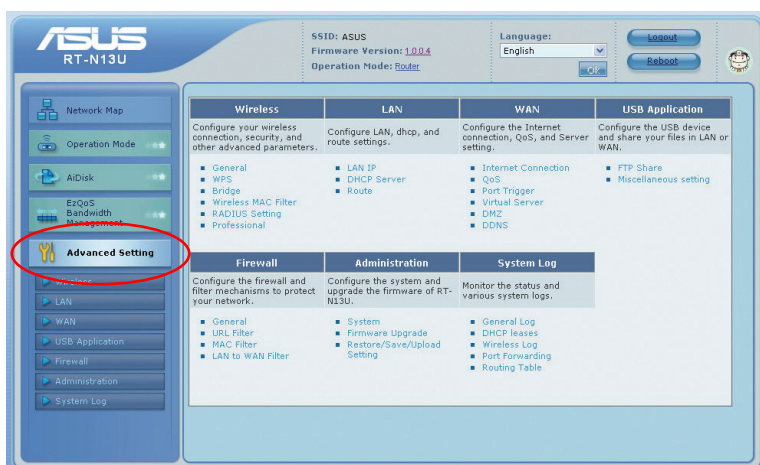 ASUS
RT-N13U
SSID: ASUS
Firmware Version: 1.0.0.4
Operation Mode: Router
Language:
English
OK
Logout
Reboot
Network Map
Operation Mode
AiDisk
EzQoS
Bandwidth
Management
Advanced Setting
Wireless
LAN
WAN
USB Application
Firewall
Administration
System Log
Wireless
Configure your wireless
connection, security, and
other advanced parameters.
General
WPS
Bridge
Wireless MAC Filter
RADIUS Setting
Professional
LAN
Configure LAN, dhcp, and
route settings.
LAN IP
DHCP Server
Route
WAN
Configure the Internet
connection, QoS, and Server
setting.
Internet Connection
QoS
Port Trigger
Virtual Server
DMZ
DDNS
USB Application
Configure the USB device
and share your files in LAN or
WAN.
FTP Share
Miscellaneous setting
Firewall
Configure the firewall and
filter mechanisms to protect
your network.
General
URL Filter
MAC Filter
LAN to WAN Filter
Administration
Configure the system and
upgrade the firmware of RT-
N13U.
System
Firmware Upgrade
Restore/Save/Upload
Setting
System Log
Monitor the status and
various system logs.
General Log
DHCP leases
Wireless Log
Port Forwarding
Routing Table